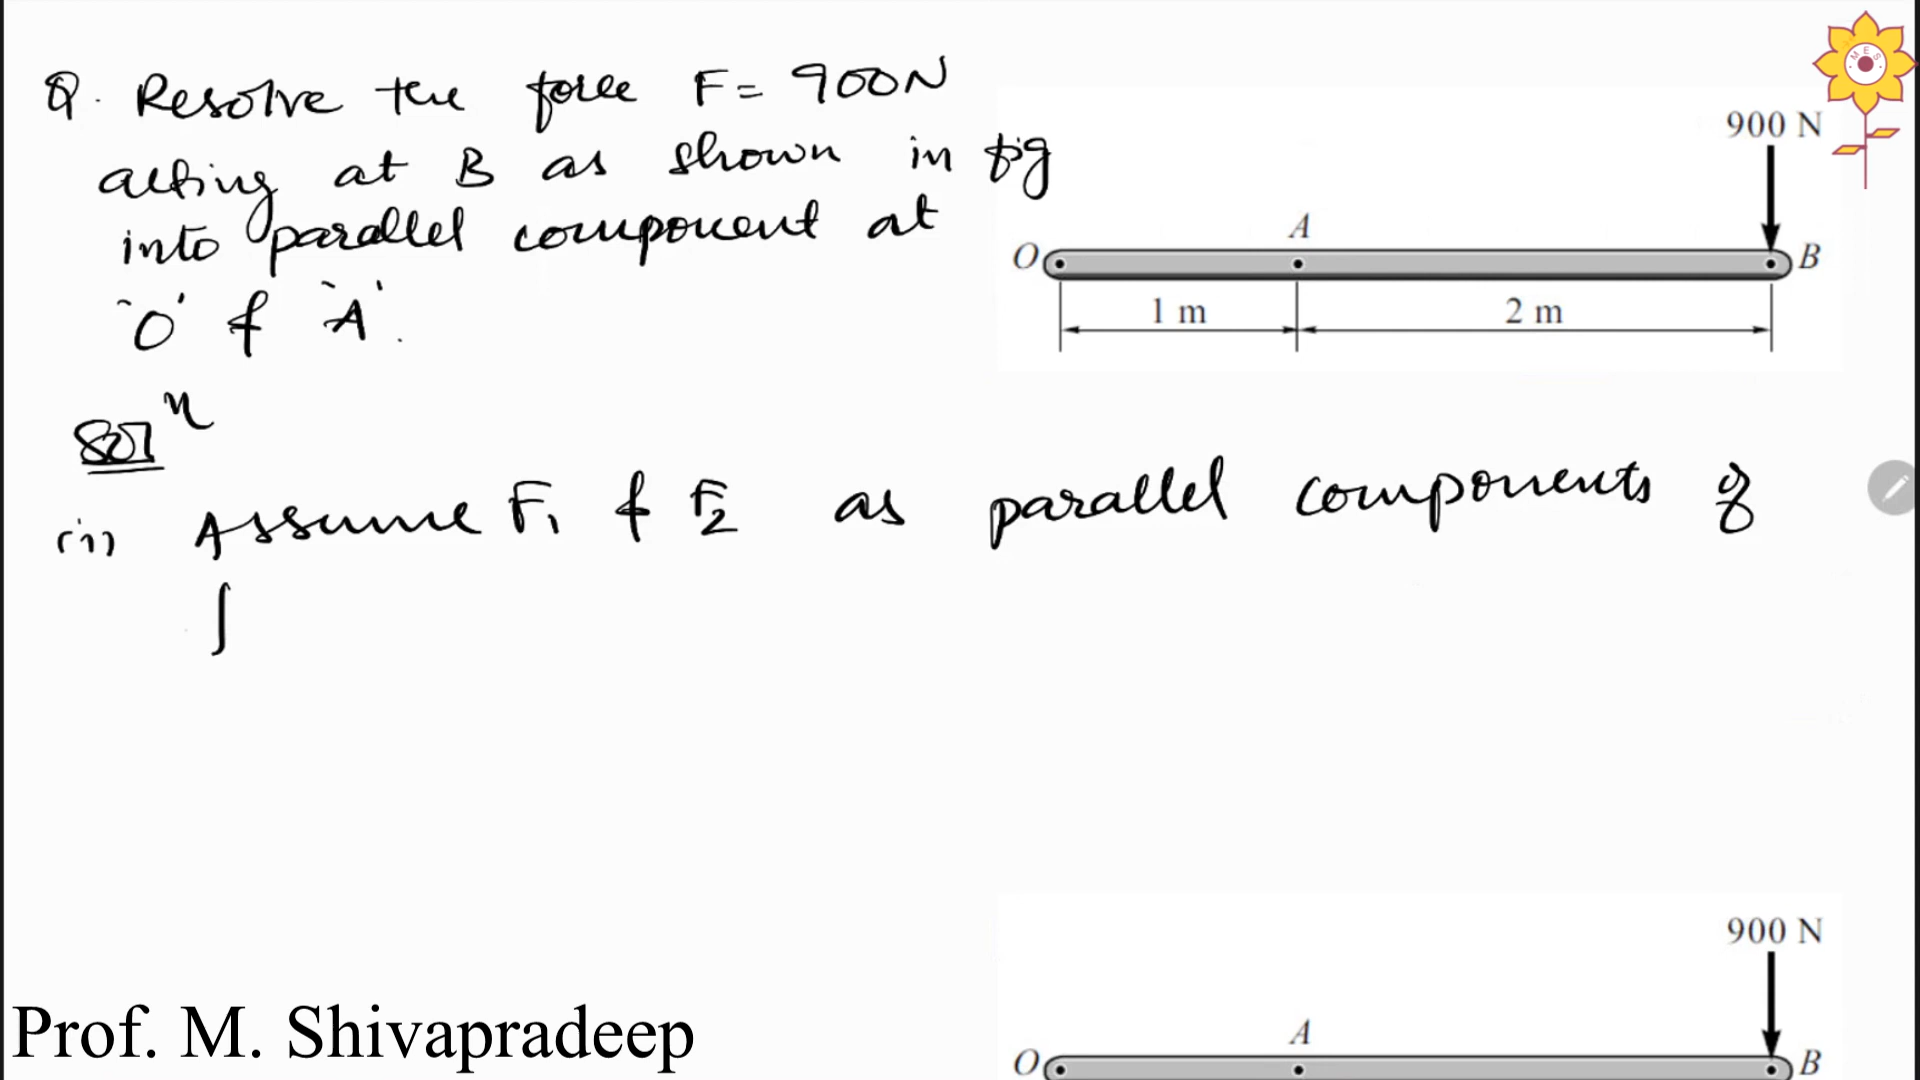 Q. Resolve the force F = 900N
acting at B as shown in fig
into parallel component at
'O' & 'A'.
Solⁿ
(i) Assume F₁ & F₂ as parallel components of
900 N
O A B
1 m 2 m
900 N
O A B
Prof. M. Shivapradeep
MES